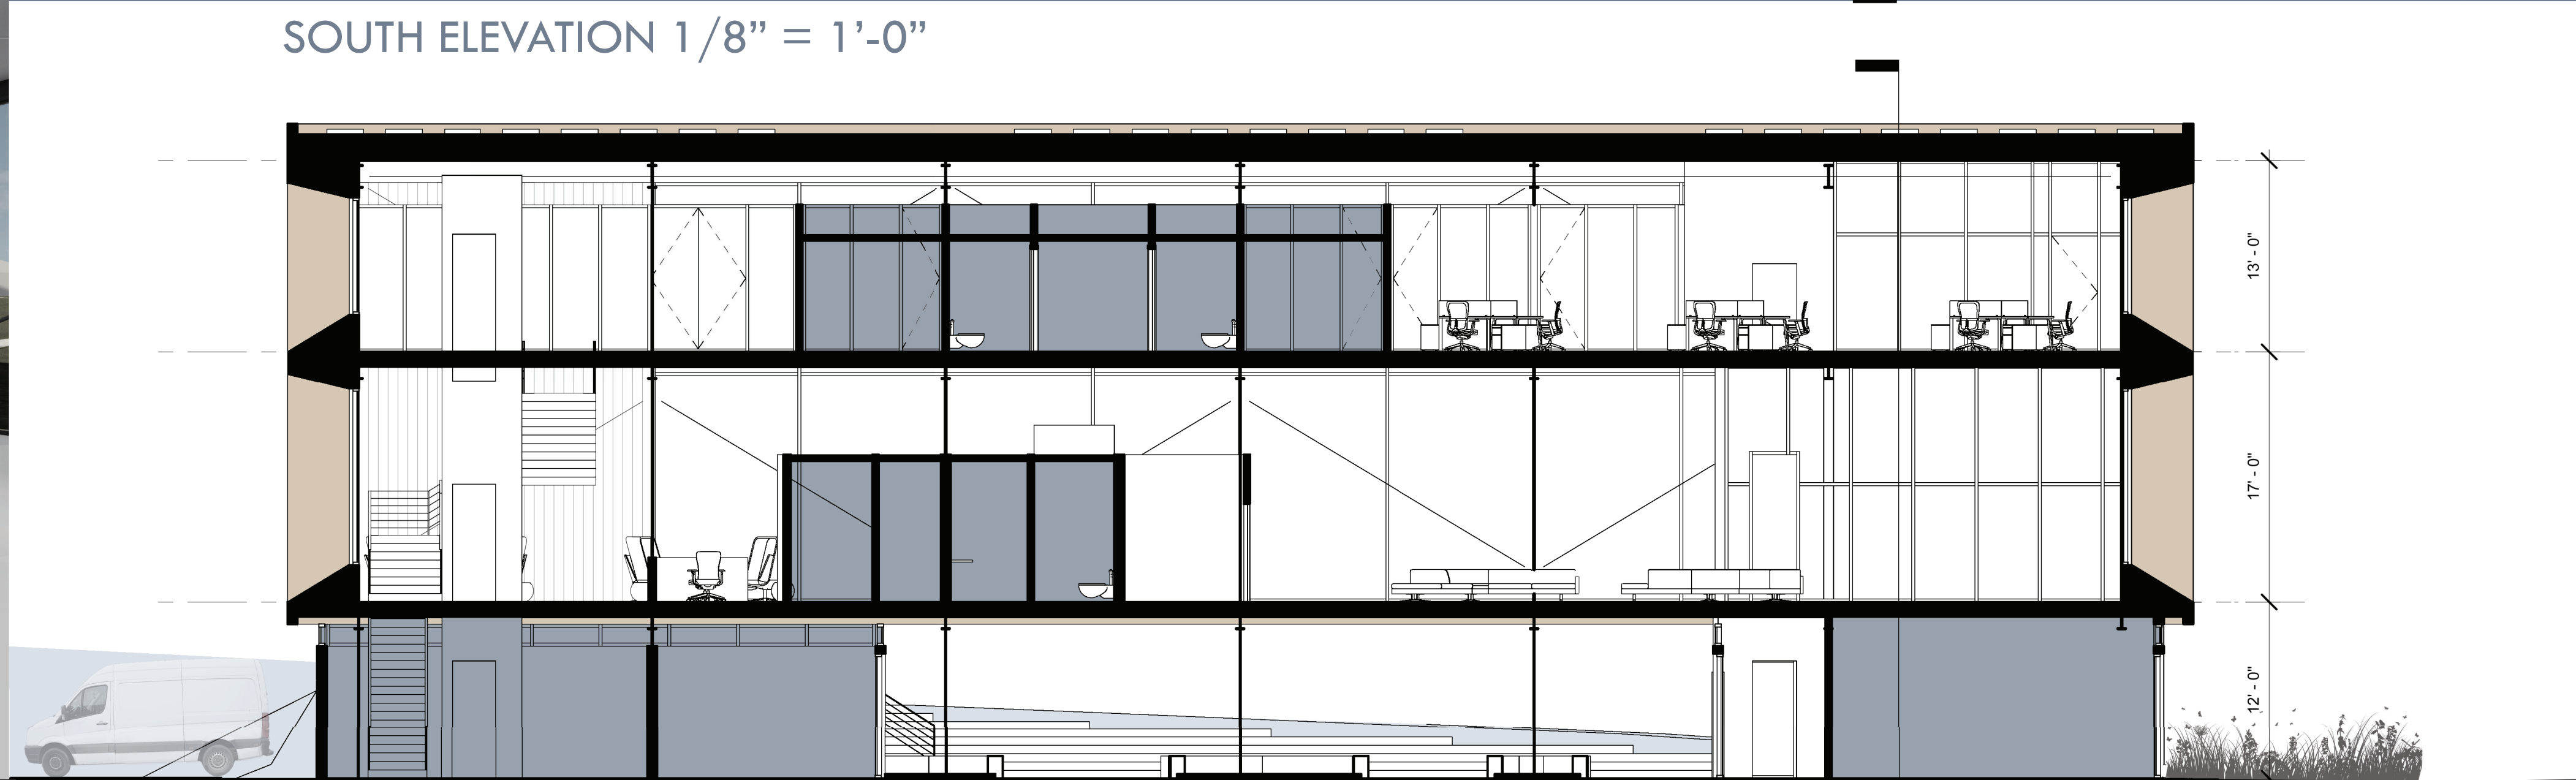 SOUTH ELEVATION 1/8” = 1’-0”
13' - 0"
17' - 0"
12' - 0"